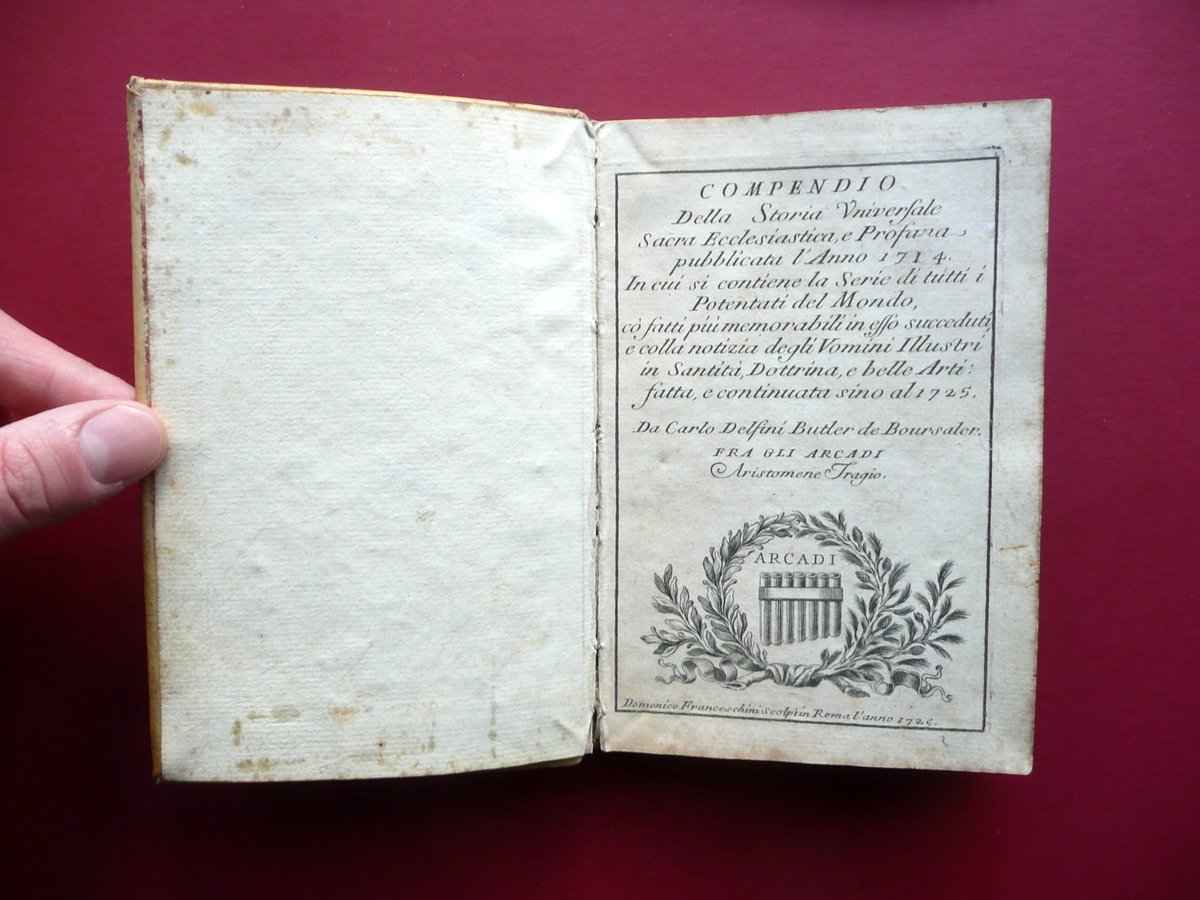 COMPENDIO
Della Storia Vniverſale
Sacra Ecclesiastica, e Profana
pubblicata l'Anno 1714.
In cui si contiene la Serie di tutti i
Potentati del Mondo,
cò fatti piú memorabili in eſſo succeduti,
e colla notizia degli Vomini Illustri
in Santità, Dottrina, e belle Arti:
fatta, e continuata sino al 1725.
Da Carlo Delfini Butler de Boursaler,
FRA GLI ARCADI
Aristomene Tragio.
ARCADI
Domenico Franceschini Scolpì in Roma l'anno 1725.